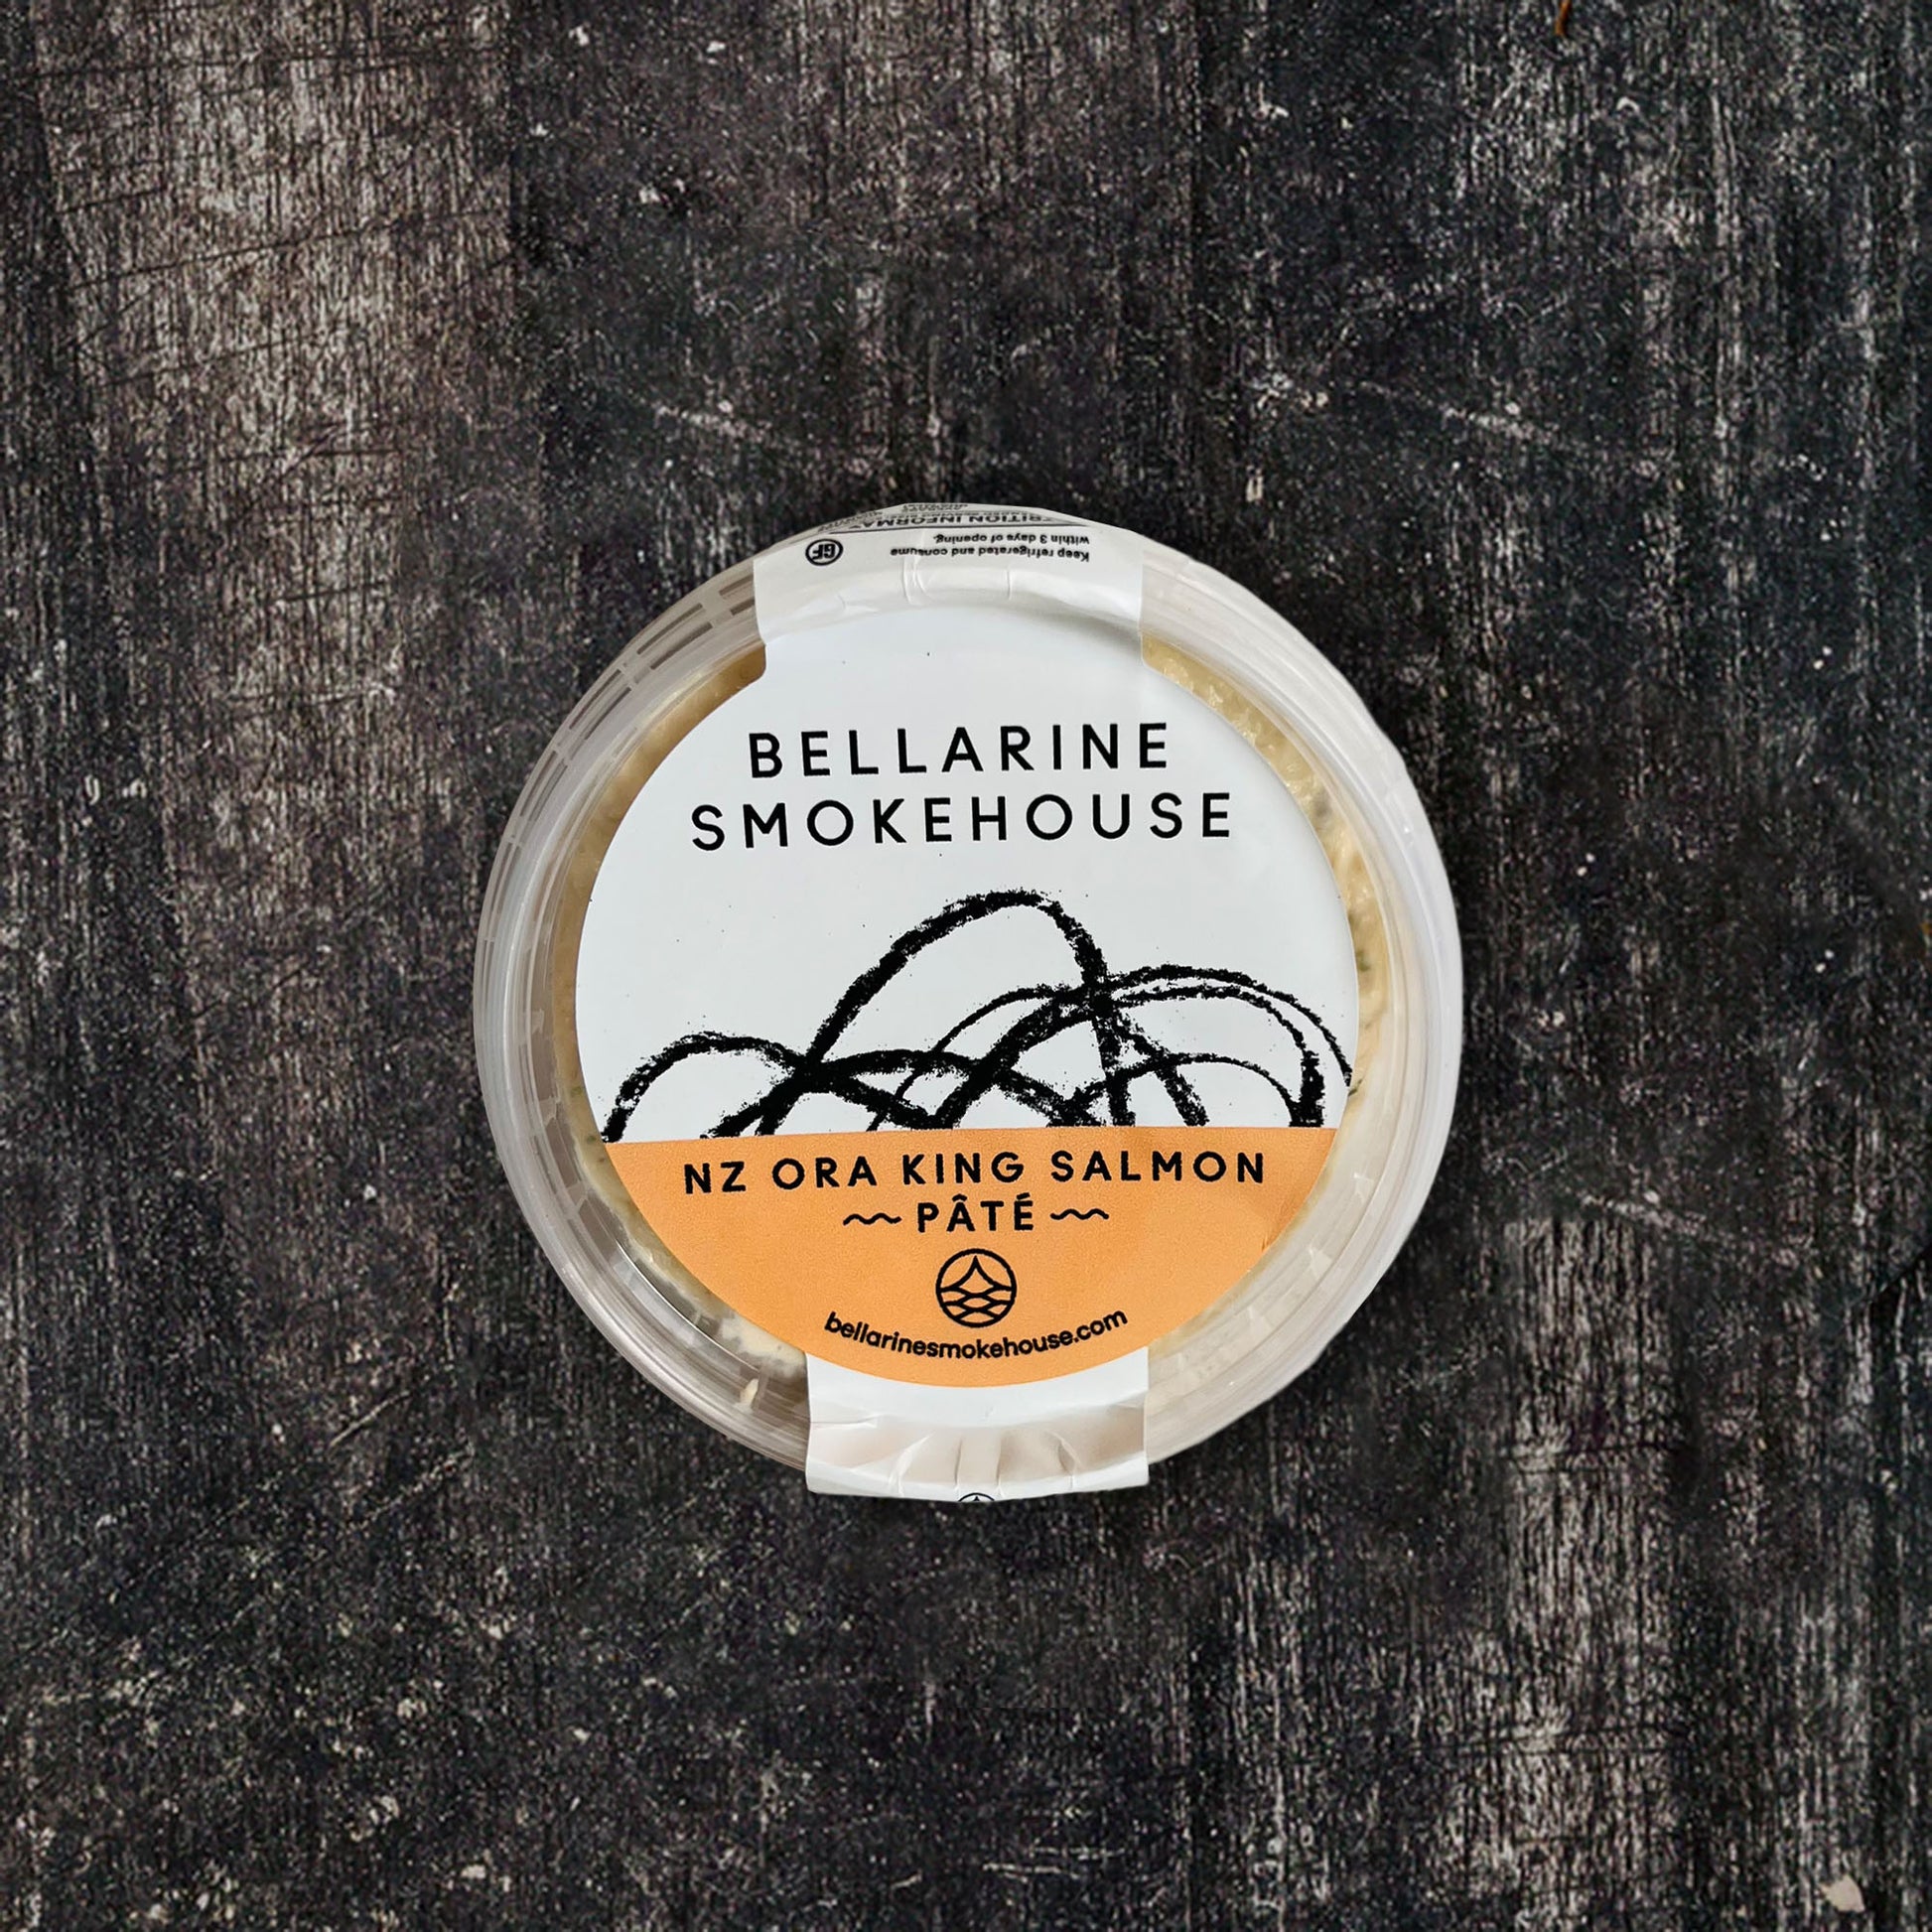 Keep refrigerated and consume
within 3 days of opening.
GF
BELLARINE
SMOKEHOUSE
NZ ORA KING SALMON
PÂTÉ
bellarinesmokehouse.com